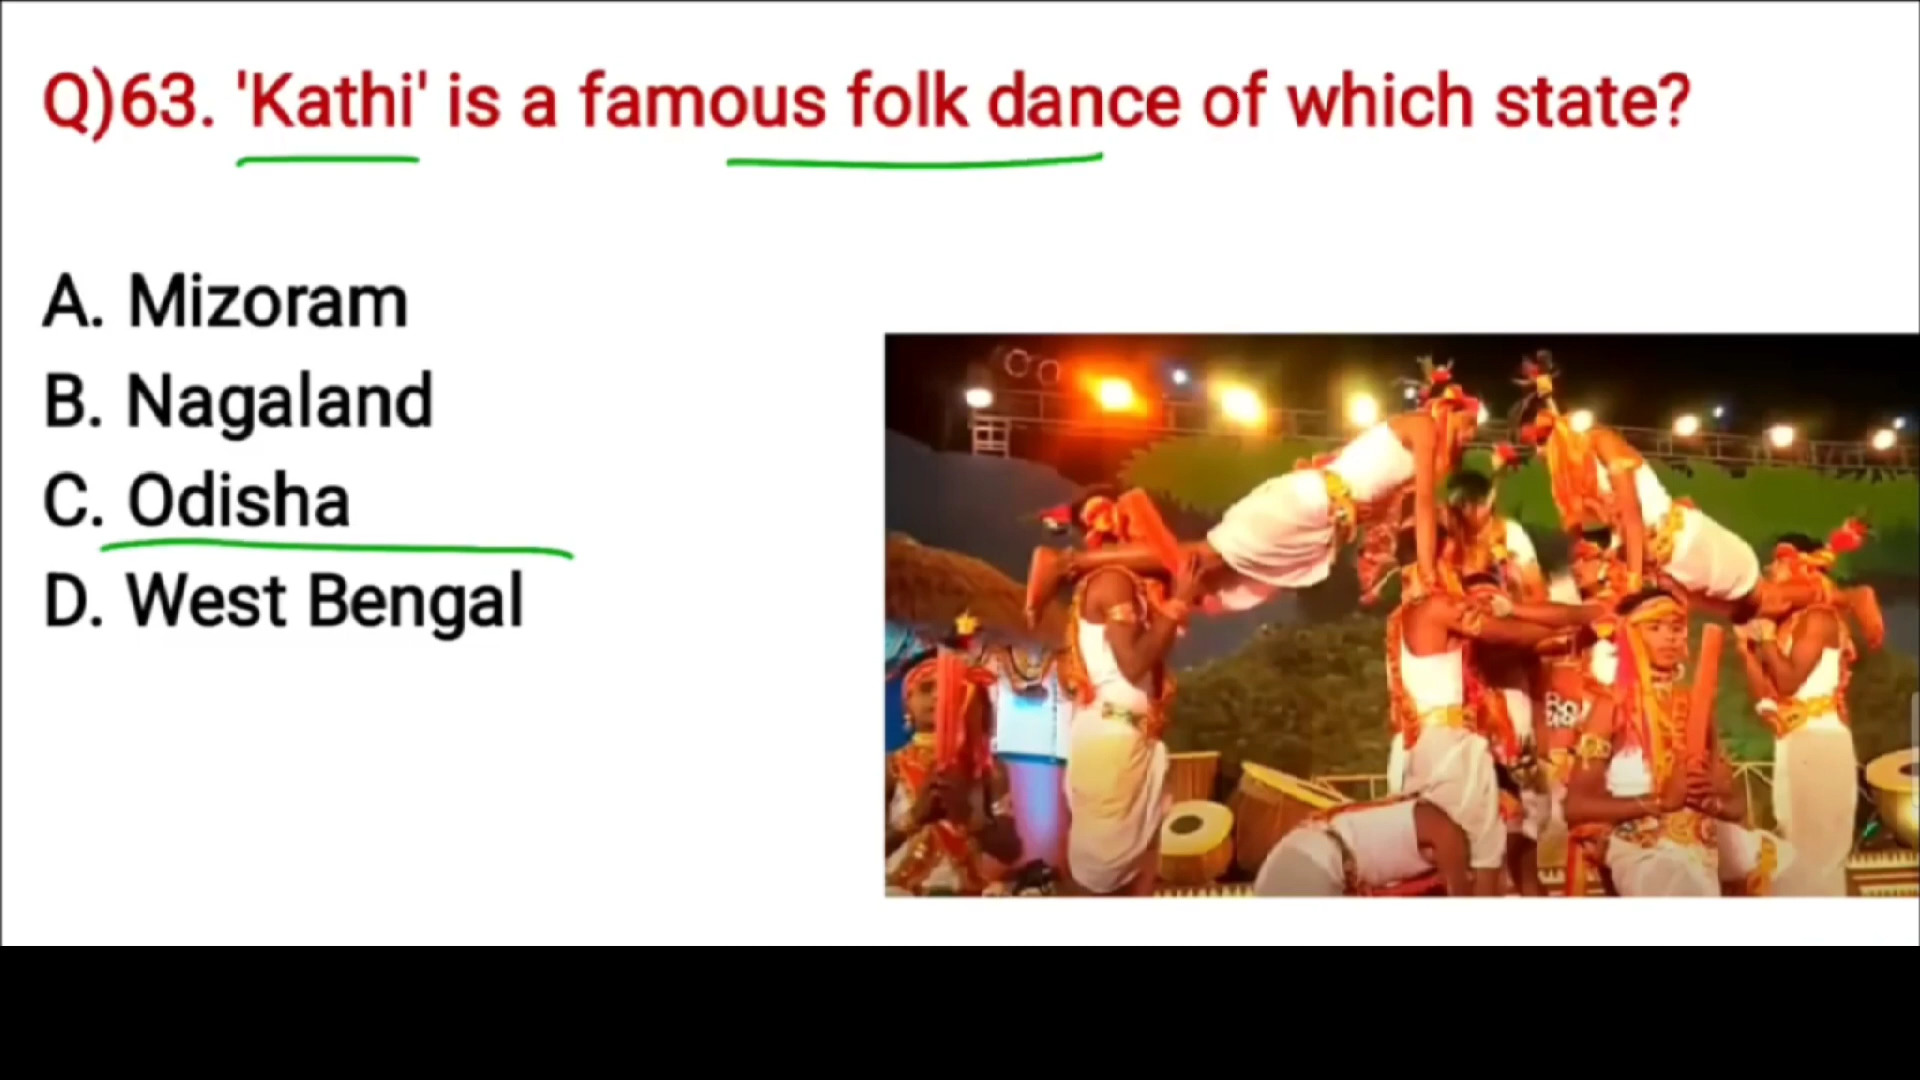 Q)63. 'Kathi' is a famous folk dance of which state?
A. Mizoram
B. Nagaland
C. Odisha
D. West Bengal